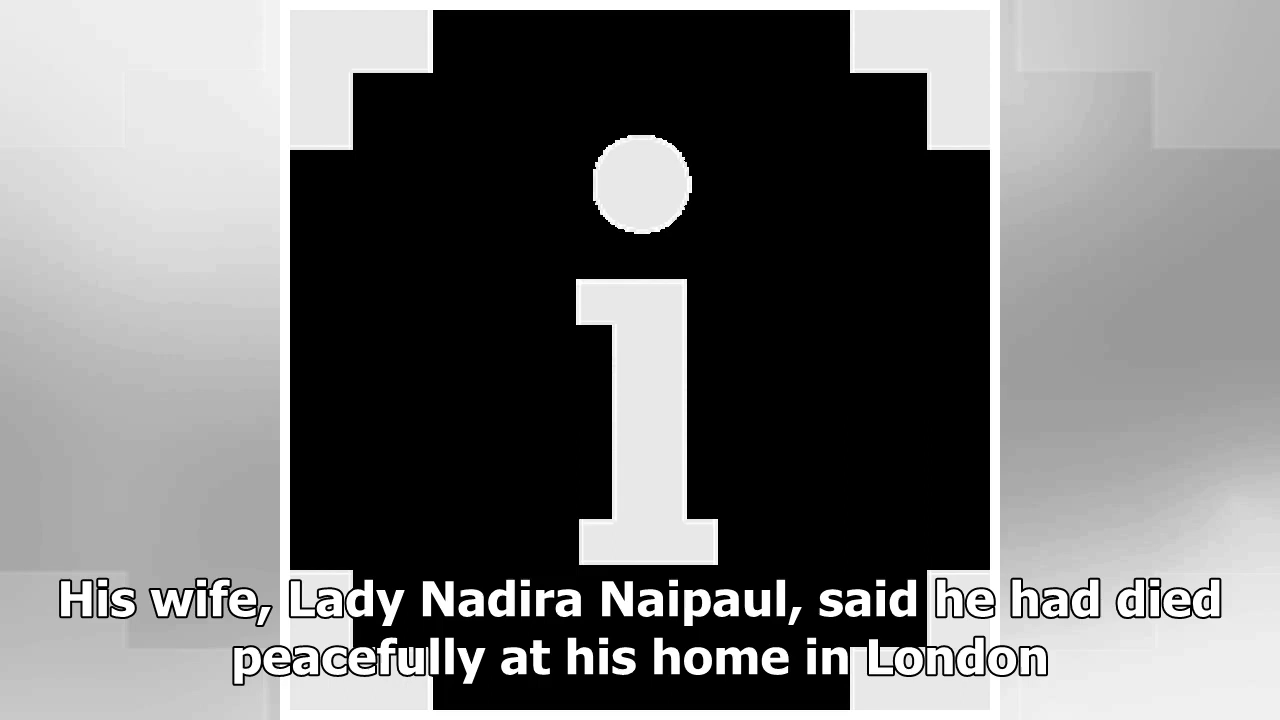 i
His wife, Lady Nadira Naipaul, said he had died
peacefully at his home in London